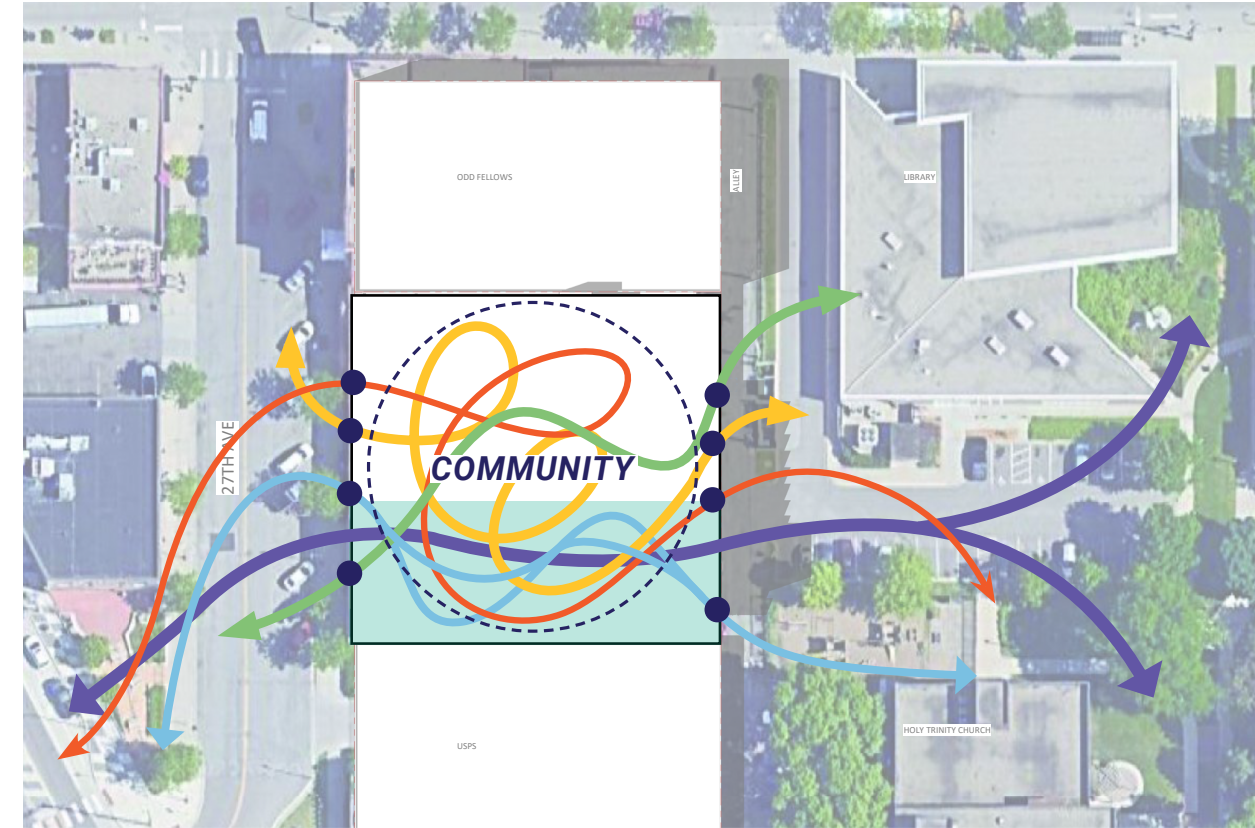 ODD FELLOWS
ALLEY
LIBRARY
27TH AVE
COMMUNITY
HOLY TRINITY CHURCH
USPS